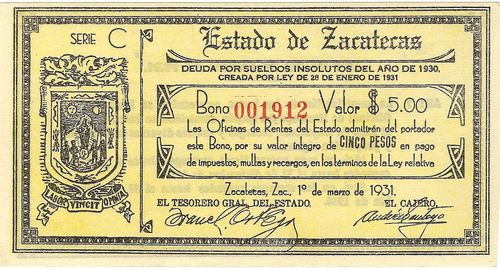 SERIE C
Estado de Zacatecas
DEUDA POR SUELDOS INSOLUTOS DEL AÑO DE 1930.
CREADA POR LEY DE 28 DE ENERO DE 1931
Bono 001912 Valor $ 5.00
Las Oficinas de Rentas del Estado admitirán del portador
este Bono, por su valor integro de CINCO PESOS en pago
de impuestos, multas y recargos, en los términos de la Ley relativa
Zacatecas, Zac., 1º de marzo de 1931.
EL TESORERO GRAL. DEL ESTADO. EL CAJERO,
LABOR VINCIT OMNIA